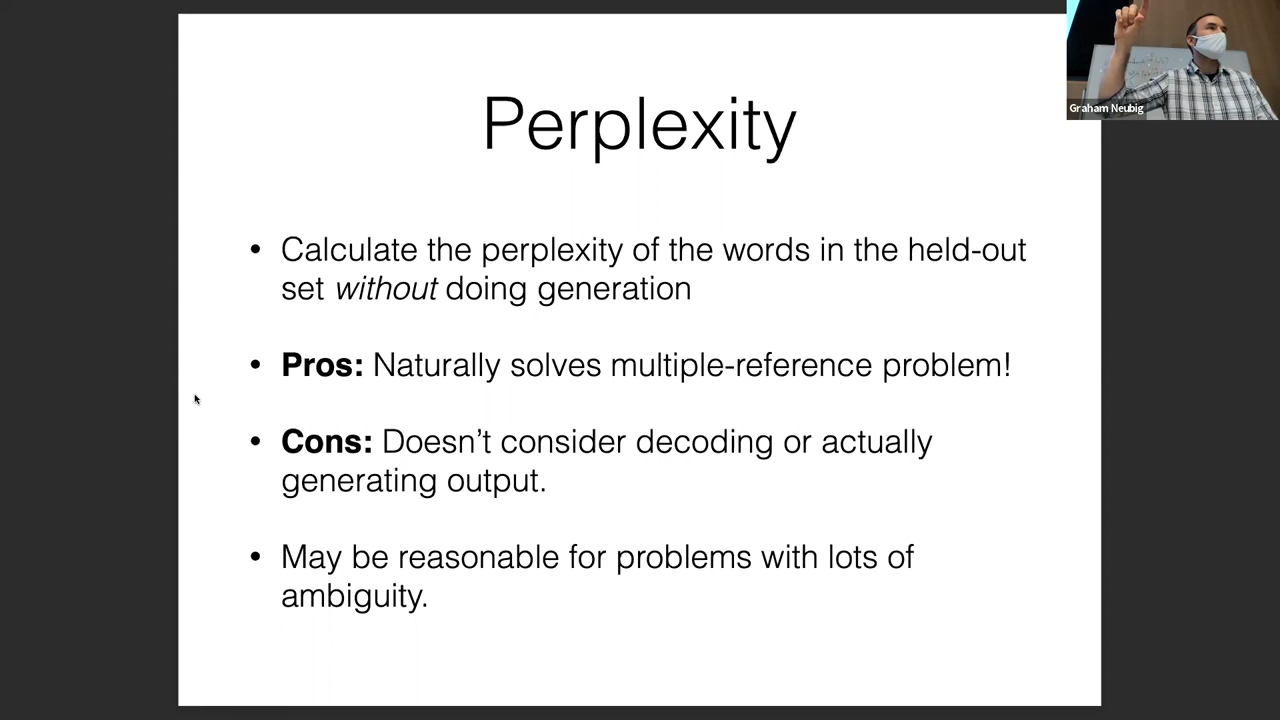 Perplexity
• Calculate the perplexity of the words in the held-out
set without doing generation
• Pros: Naturally solves multiple-reference problem!
• Cons: Doesn't consider decoding or actually
generating output.
• May be reasonable for problems with lots of
ambiguity.
Graham Neubig